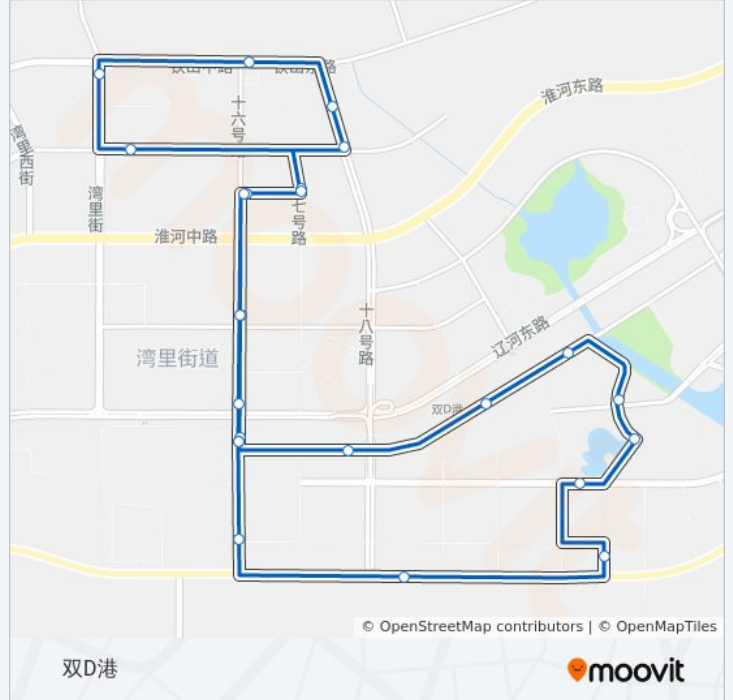 铁山中路
铁山东路
淮河东路
十六号
湾里西街
湾里街
七号路
淮河中路
十八号路
辽河东路
湾里街道
双D港
© OpenStreetMap contributors | © OpenMapTiles
双D港
moovit